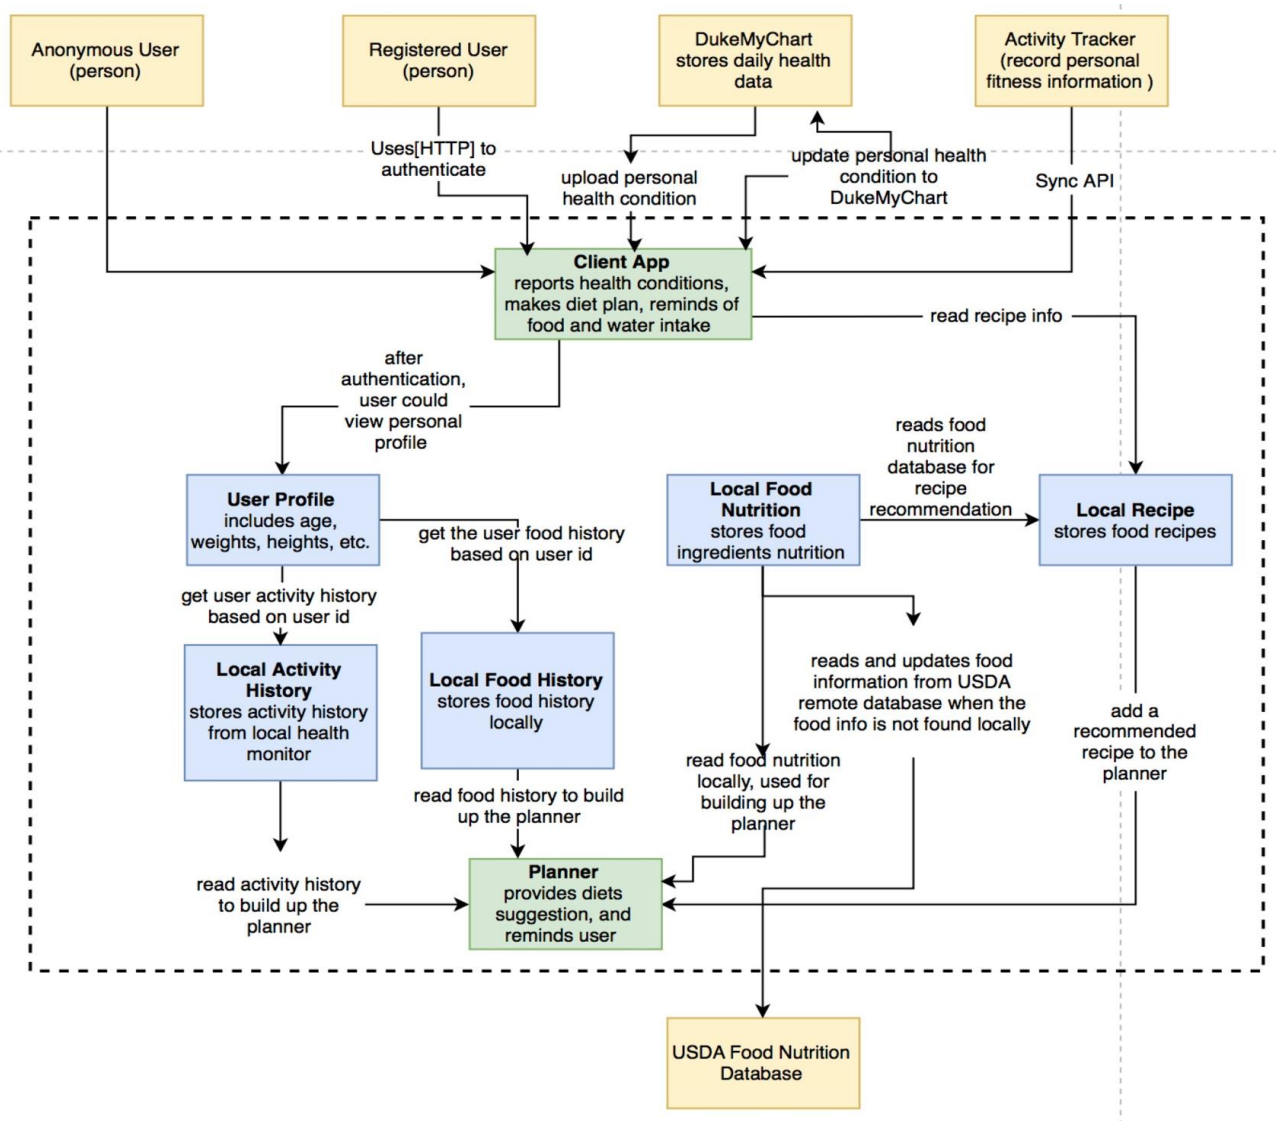 Anonymous User
(person)
Registered User
(person)
DukeMyChart
stores daily health
data
Activity Tracker
(record personal
fitness information )
Uses[HTTP] to
authenticate
upload personal
health condition
update personal health
condition to
DukeMyChart
Sync API
Client App
reports health conditions,
makes diet plan, reminds of
food and water intake
read recipe info
after
authentication,
user could
view personal
profile
reads food
nutrition
database for
recipe
recommendation
User Profile
includes age,
weights, heights, etc.
get the user food history
based on user id
Local Food
Nutrition
stores food
ingredients nutrition
Local Recipe
stores food recipes
get user activity history
based on user id
Local Activity
History
stores activity history
from local health
monitor
Local Food History
stores food history
locally
reads and updates food
information from USDA
remote database when the
food info is not found locally
add a
recommended
recipe to the
planner
read food history to build
up the planner
read food nutrition
locally, used for
building up the
planner
read activity history
to build up the
planner
Planner
provides diets
suggestion, and
reminds user
USDA Food Nutrition
Database